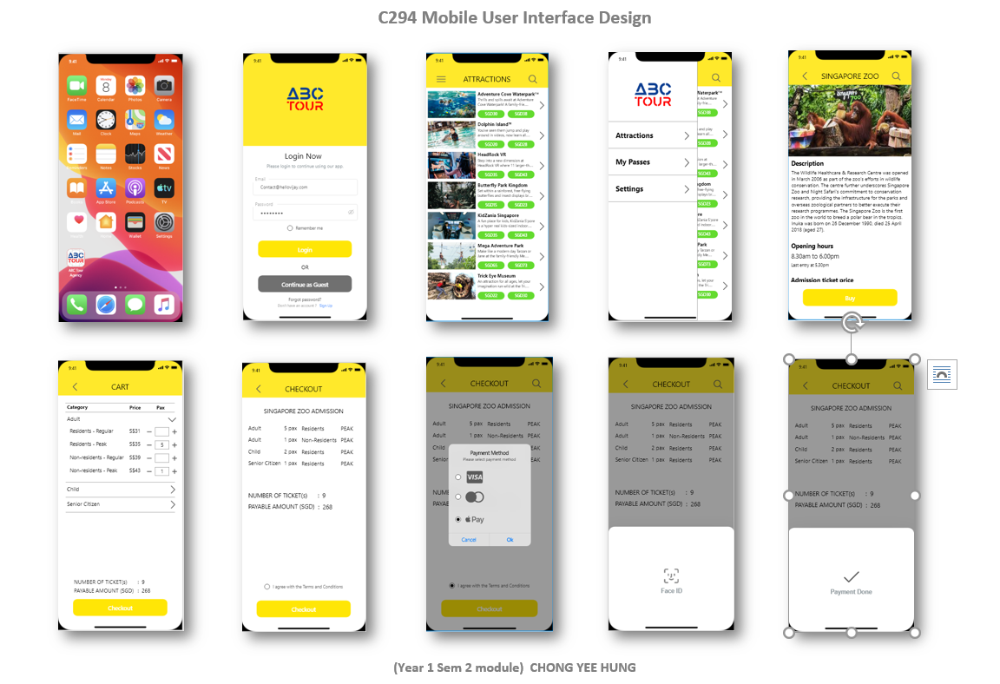 C294 Mobile User Interface Design
9:41
FaceTime
Calendar
Photos
Camera
Monday
8
Mail
Clock
Maps
Weather
Reminders
Notes
Stocks
News
Books
App Store
Podcasts
TV
tv
Health
Home
Wallet
Settings
ABC
TOUR
ABC Tour
Agency
9:41
ABC
TOUR
Login Now
Please login to continue using our app
Email
Contact@hellovijay.com
Password
Remember me
Login
OR
Continue as Guest
Forgot password?
Don't have an account ? Sign Up
9:41
ATTRACTIONS
Adventure Cove Waterpark™
Thrills and spills await at Adventure
Cove Waterpark! A family-frie...
SGD30 SGD38
Dolphin Island™
You've seen them jump and play
around in videos, now learn al...
SGD20 SGD28
HeadRock VR
Step into a new dimension at
HeadRock VR where 11 larger-th...
SGD35 SGD43
Butterfly Park Kingdom
Get within a rainforest, free-flying
butterflies and insect displays br...
SGD15 SGD23
KidZania Singapore
A fun place for kids, KidZania S'pore
is a hyper real kids-sized indoor...
SGD35 SGD43
Mega Adventure Park
Make like a modern day Tarzan or
Jane at the family-friendly Me...
SGD65 SGD73
Trick Eye Museum
An attraction for all ages, let your
imagination run wild at the Tri...
SGD32 SGD38
9:41
ABC
TOUR
Attractions
My Passes
Settings
9:41
SINGAPORE ZOO
Description
The Wildlife Healthcare & Research Centre was opened
in March 2006 as part of the zoo's efforts in wildlife
conservation. The centre further underscores Singapore
Zoo and Night Safari's commitment to conservation
research, providing the infrastructure for the parks and
overseas zoological partners to better execute their
research programmes. The Singapore Zoo is the first
zoo in the world to breed a polar bear in the tropics.
Inuka was born on 26 December 1990, died 25 April
2018 (aged 27).
Opening hours
8.30am to 6.00pm
Last entry at 5.30pm
Admission ticket price
Buy
9:41
CART
Category Price Pax
Adult
Residents - Regular S$31 − +
Residents - Peak S$35 − 5 +
Non-residents - Regular S$39 − +
Non-residents - Peak S$43 − 1 +
Child
Senior Citizen
NUMBER OF TICKET(s) : 9
PAYABLE AMOUNT (SGD) : 268
Checkout
9:41
CHECKOUT
SINGAPORE ZOO ADMISSION
Adult 5 pax Residents PEAK
Adult 1 pax Non-Residents PEAK
Child 2 pax Residents PEAK
Senior Citizen 1 pax Residents PEAK
NUMBER OF TICKET(s) : 9
PAYABLE AMOUNT (SGD) : 268
I agree with the Terms and Conditions
Checkout
9:41
CHECKOUT
SINGAPORE ZOO ADMISSION
Adult 5 pax Residents PEAK
Adult 1 pax Non-Residents PEAK
Child
Senior
Payment Method
Please select payment method
VISA
Pay
Cancel Ok
I agree with the Terms and Conditions
Checkout
9:41
CHECKOUT
SINGAPORE ZOO ADMISSION
Adult 5 pax Residents PEAK
Adult 1 pax Non-Residents PEAK
Child 2 pax Residents PEAK
Senior Citizen 1 pax Residents PEAK
NUMBER OF TICKET(s) : 9
PAYABLE AMOUNT (SGD) : 268
Face ID
9:41
CHECKOUT
SINGAPORE ZOO ADMISSION
Adult 5 pax Residents PEAK
Adult 1 pax Non-Residents PEAK
Child 2 pax Residents PEAK
Senior Citizen 1 pax Residents PEAK
NUMBER OF TICKET(s) : 9
PAYABLE AMOUNT (SGD) : 268
Payment Done
(Year 1 Sem 2 module) CHONG YEE HUNG